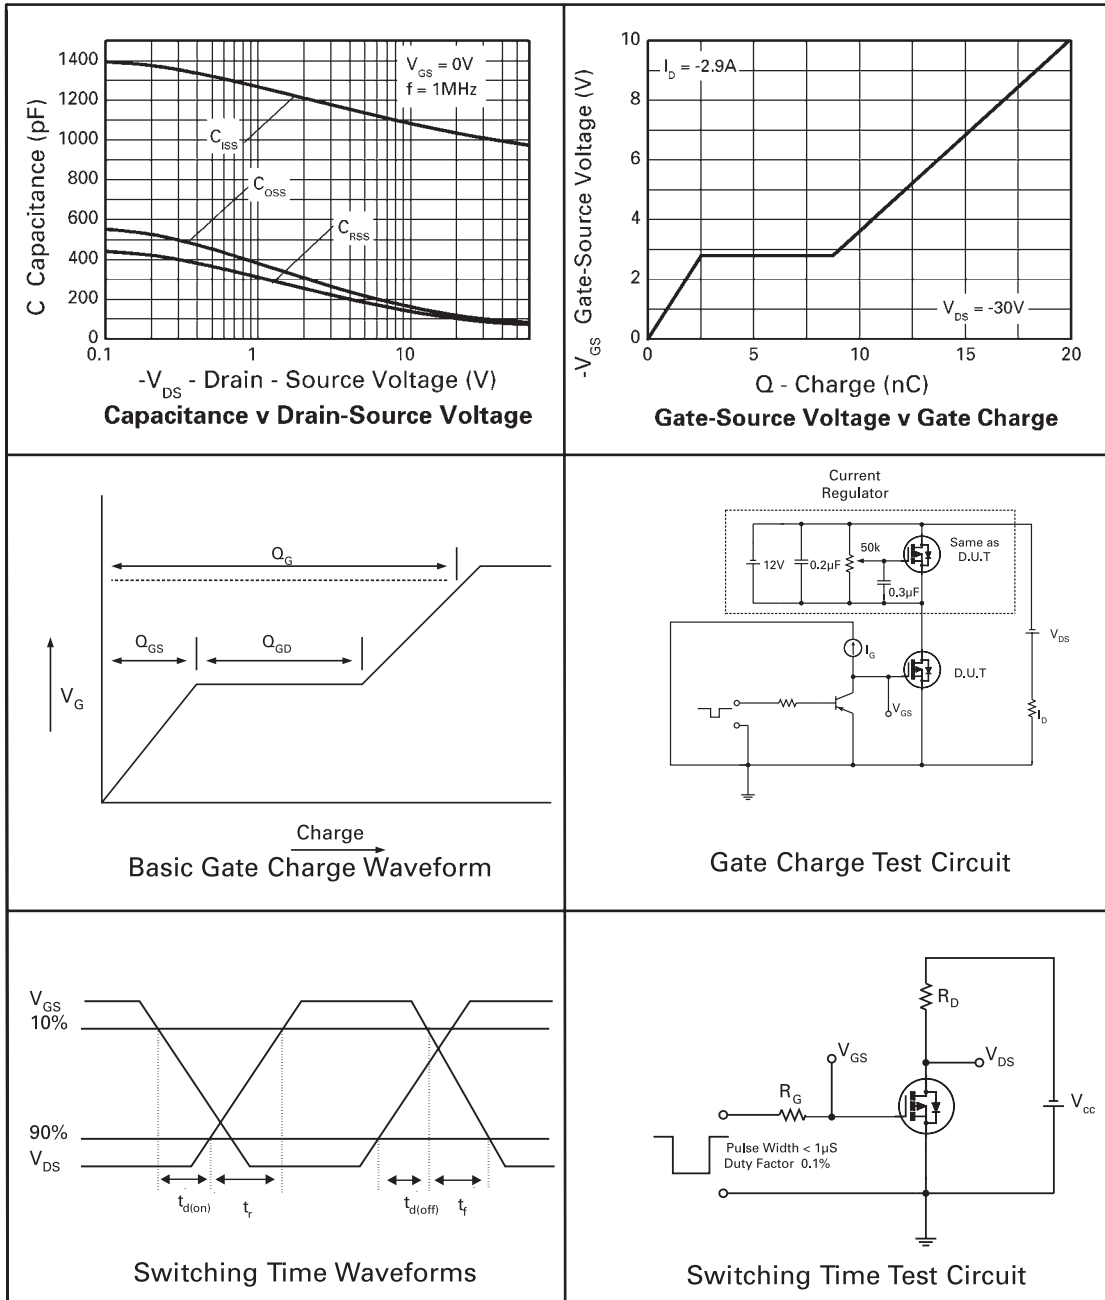 1400
1200
1000
800
600
400
200
0
C Capacitance (pF)
V_GS = 0V
f = 1MHz
C_ISS
C_OSS
C_RSS
0.1
1
10
-V_DS - Drain - Source Voltage (V)
Capacitance v Drain-Source Voltage
10
8
6
4
2
0
-V_GS Gate-Source Voltage (V)
I_D = -2.9A
V_DS = -30V
0
5
10
15
20
Q - Charge (nC)
Gate-Source Voltage v Gate Charge
Q_G
Q_GS
Q_GD
V_G
Charge
Basic Gate Charge Waveform
Current
Regulator
12V
0.2µF
50k
0.3µF
Same as
D.U.T
I_G
V_GS
D.U.T
V_DS
I_D
Gate Charge Test Circuit
V_GS
10%
90%
V_DS
t_d(on)
t_r
t_d(off)
t_f
Switching Time Waveforms
R_D
V_GS
V_DS
R_G
V_cc
Pulse Width < 1µS
Duty Factor 0.1%
Switching Time Test Circuit